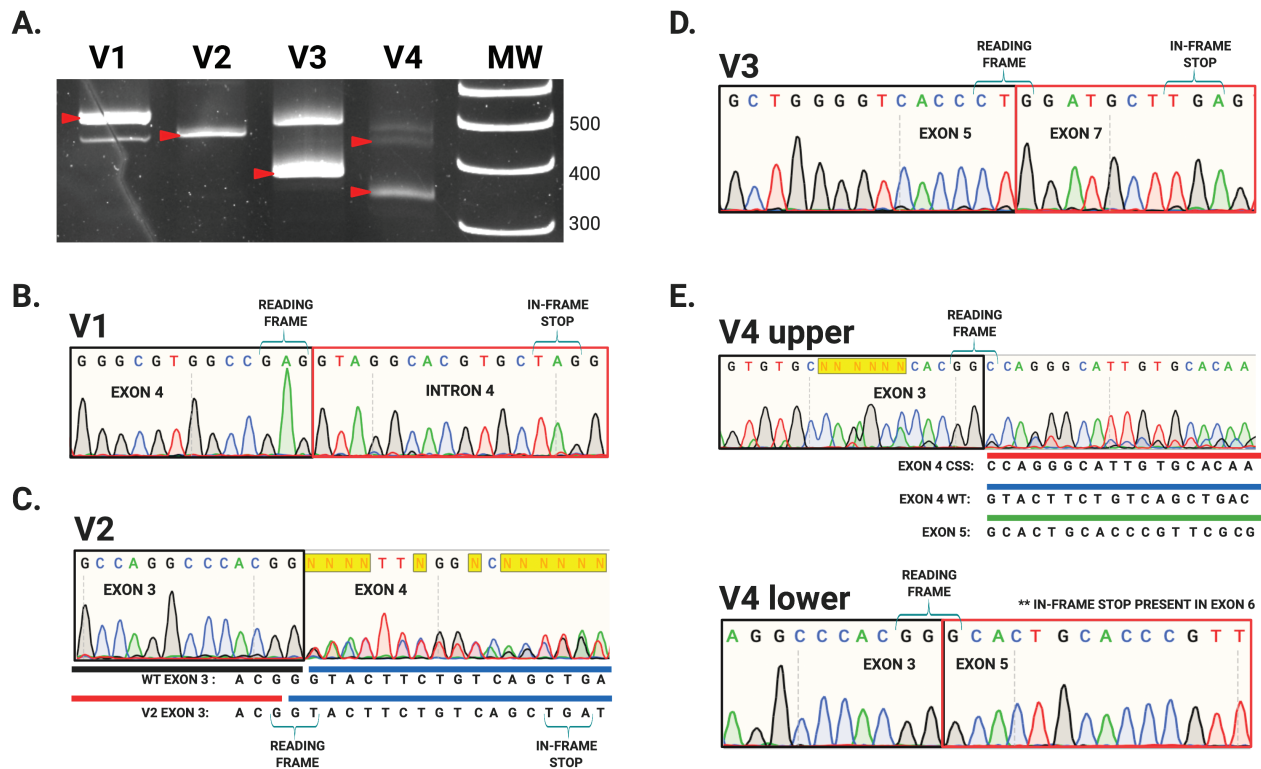 A.
V1 V2 V3 V4 MW
500
400
300
B.
V1
READING FRAME
IN-FRAME STOP
G G G C G T G G C C G A G G T A G G C A C G T G C T A G G
EXON 4
INTRON 4
C.
V2
G C C A G G C C C A C G G N N N N T T N G G N C N N N N N N
EXON 3
EXON 4
WT EXON 3: A C G G G T A C T T C T G T C A G C T G A
V2 EXON 3: A C G G T A C T T C T G T C A G C T G A T
READING FRAME
IN-FRAME STOP
D.
V3
READING FRAME
IN-FRAME STOP
G C T G G G G T C A C C C T G G A T G C T T G A G
EXON 5
EXON 7
E.
V4 upper
READING FRAME
G T G T G C N N N N N N C A C G G C C A G G G C A T T G T G C A C A A
EXON 3
EXON 4 CSS: C C A G G G C A T T G T G C A C A A
EXON 4 WT: G T A C T T C T G T C A G C T G A C
EXON 5: G C A C T G C A C C C G T T C G C G
V4 lower
READING FRAME
** IN-FRAME STOP PRESENT IN EXON 6
A G G C C C A C G G G C A C T G C A C C C G T T
EXON 3
EXON 5